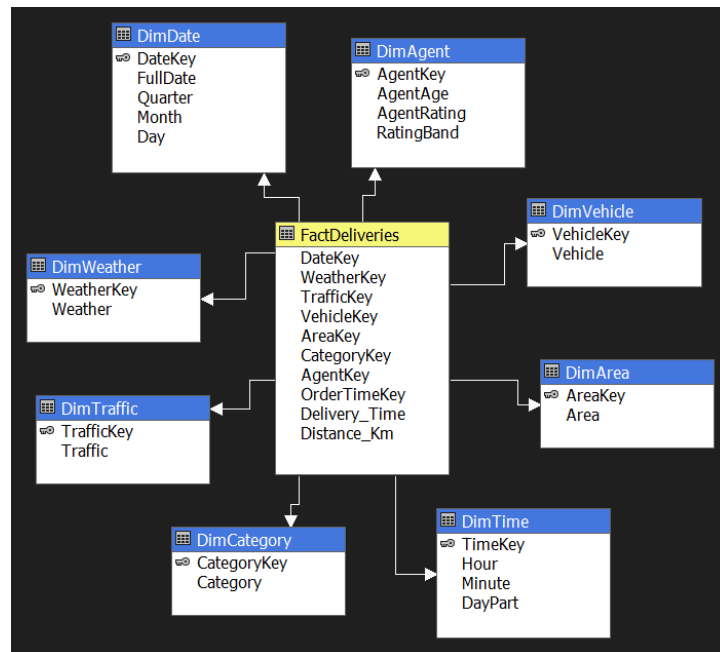 DimDate
DateKey
FullDate
Quarter
Month
Day
DimAgent
AgentKey
AgentAge
AgentRating
RatingBand
DimVehicle
VehicleKey
Vehicle
FactDeliveries
DateKey
WeatherKey
TrafficKey
VehicleKey
AreaKey
CategoryKey
AgentKey
OrderTimeKey
Delivery_Time
Distance_Km
DimWeather
WeatherKey
Weather
DimArea
AreaKey
Area
DimTraffic
TrafficKey
Traffic
DimTime
TimeKey
Hour
Minute
DayPart
DimCategory
CategoryKey
Category